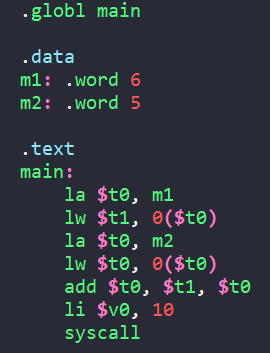 .globl main
.data
m1: .word 6
m2: .word 5
.text
main:
la $t0, m1
lw $t1, 0($t0)
la $t0, m2
lw $t0, 0($t0)
add $t0, $t1, $t0
li $v0, 10
syscall